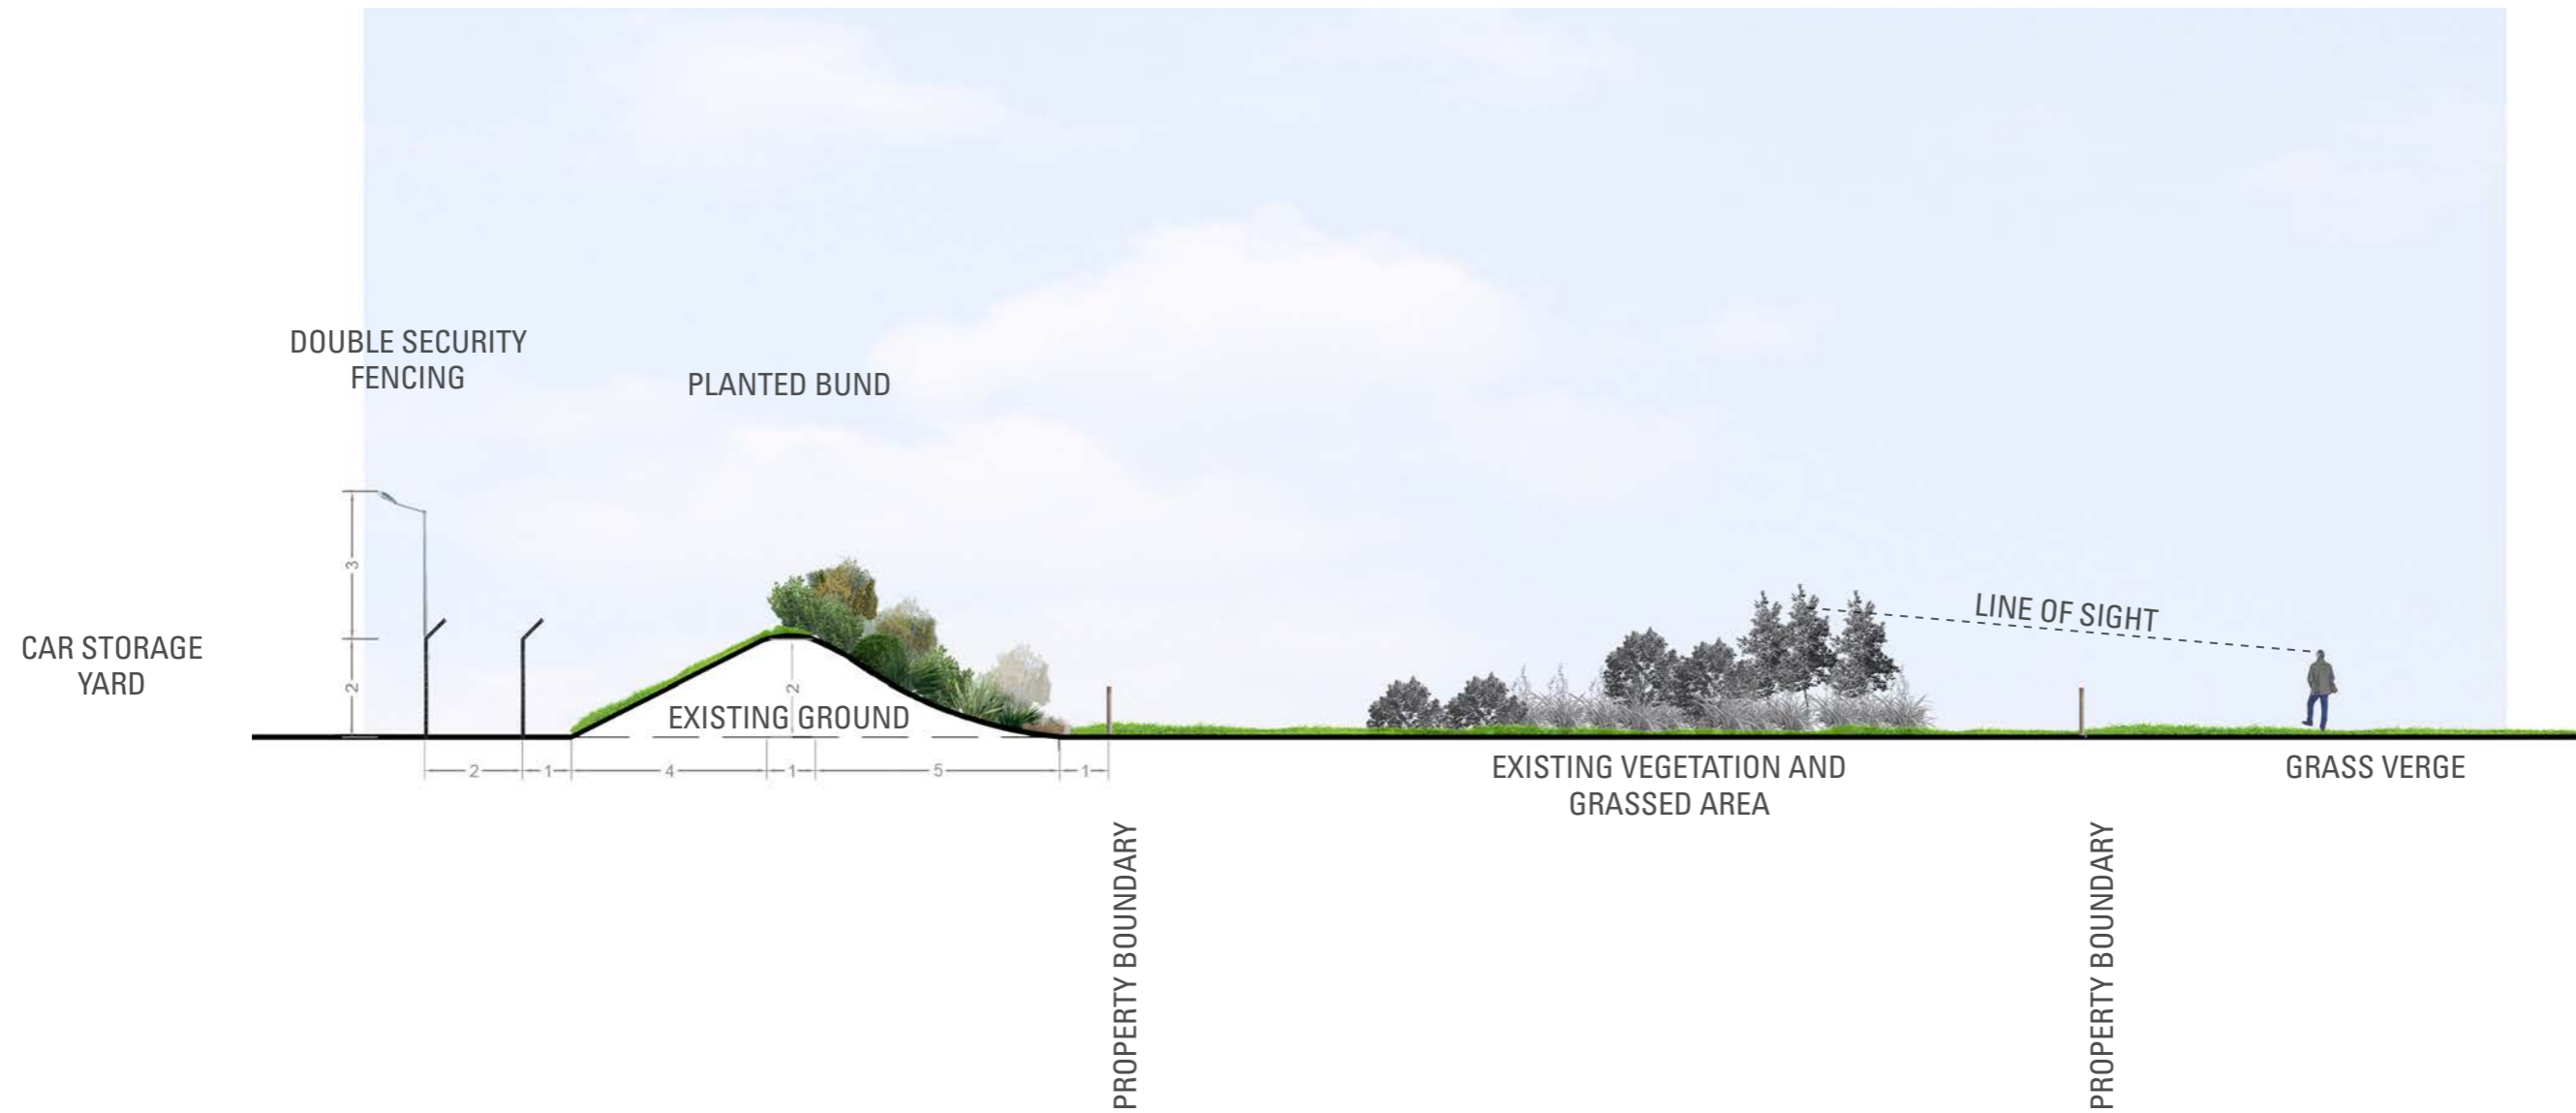 DOUBLE SECURITY
FENCING
PLANTED BUND
3
LINE OF SIGHT
CAR STORAGE
YARD
2
2
EXISTING GROUND
2
1
4
1
5
1
EXISTING VEGETATION AND
GRASSED AREA
GRASS VERGE
PROPERTY BOUNDARY
PROPERTY BOUNDARY